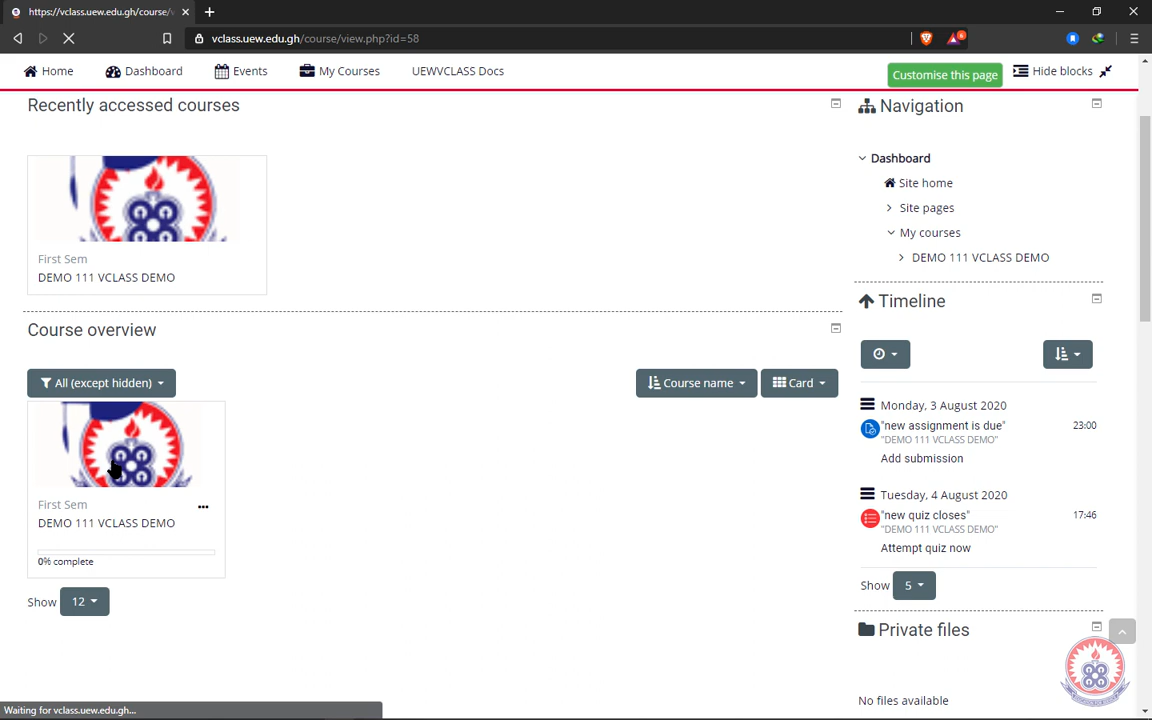 https://vclass.uew.edu.gh/course/v
vclass.uew.edu.gh/course/view.php?id=58
6
Home
Dashboard
Events
My Courses
UEWVCLASS Docs
Customise this page
Hide blocks
Recently accessed courses
First Sem
DEMO 111 VCLASS DEMO
Course overview
All (except hidden)
Course name
Card
First Sem
DEMO 111 VCLASS DEMO
0% complete
Show 12
Navigation
Dashboard
Site home
Site pages
My courses
DEMO 111 VCLASS DEMO
Timeline
Monday, 3 August 2020
"new assignment is due" 23:00
"DEMO 111 VCLASS DEMO"
Add submission
Tuesday, 4 August 2020
"new quiz closes" 17:46
"DEMO 111 VCLASS DEMO"
Attempt quiz now
Show 5
Private files
No files available
Waiting for vclass.uew.edu.gh...